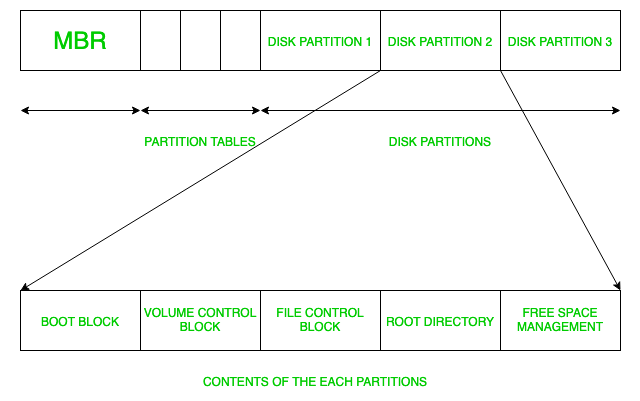 MBR
DISK PARTITION 1
DISK PARTITION 2
DISK PARTITION 3
PARTITION TABLES
DISK PARTITIONS
BOOT BLOCK
VOLUME CONTROL
BLOCK
FILE CONTROL
BLOCK
ROOT DIRECTORY
FREE SPACE
MANAGEMENT
CONTENTS OF THE EACH PARTITIONS